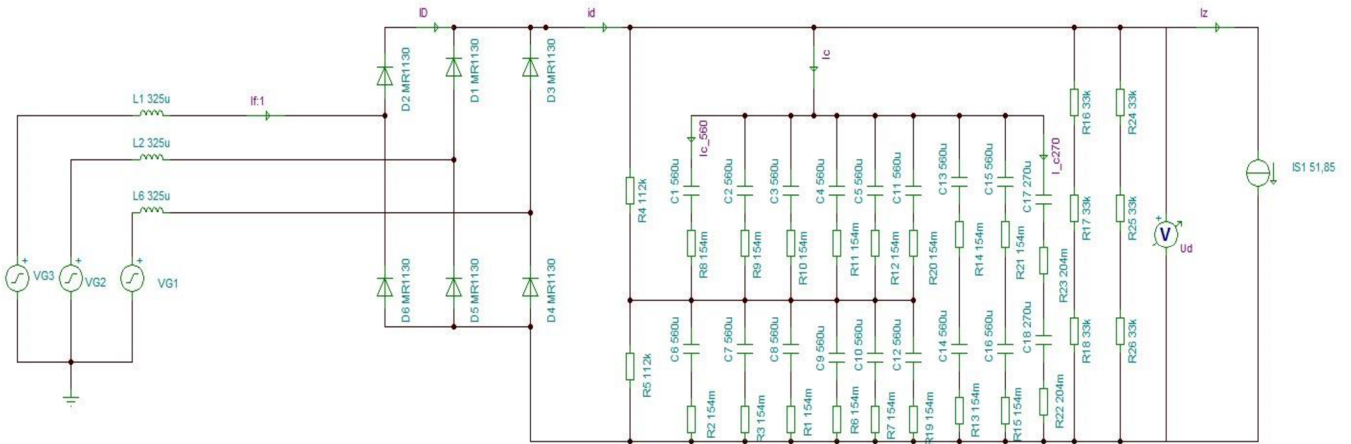 ID
id
Iz
D2 MR1130
D1 MR1130
D3 MR1130
Ic
L1 325u
If:1
L2 325u
L6 325u
Ic_560
I_c270
R4 112k
C1 560u
C2 560u
C3 560u
C4 560u
C5 560u
C11 560u
C13 560u
C15 560u
C17 270u
R16 33k
R24 33k
IS1 51,85
R8 154m
R9 154m
R10 154m
R11 154m
R12 154m
R20 154m
R14 154m
R21 154m
R23 204m
R17 33k
R25 33k
+
V
Ud
+
VG3
+
VG2
+
VG1
D6 MR1130
D5 MR1130
D4 MR1130
R5 112k
C6 560u
C7 560u
C8 560u
C9 560u
C10 560u
C12 560u
C14 560u
C16 560u
C18 270u
R18 33k
R26 33k
R2 154m
R3 154m
R1 154m
R6 154m
R7 154m
R19 154m
R13 154m
R15 154m
R22 204m